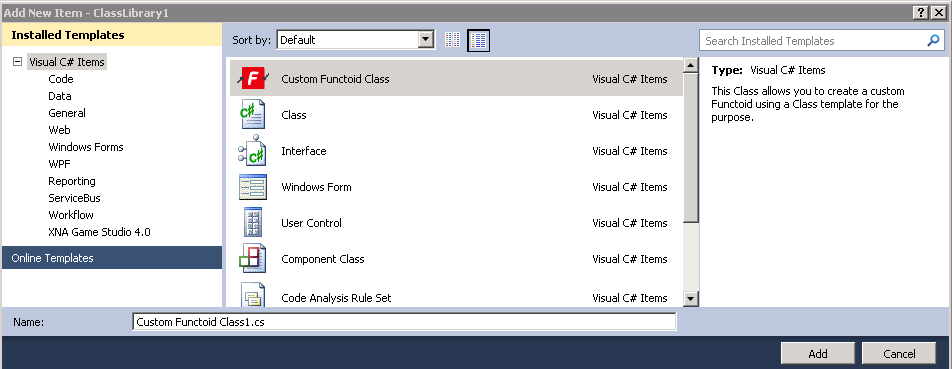 Add New Item - ClassLibrary1
Installed Templates
Visual C# Items
Code
Data
General
Web
Windows Forms
WPF
Reporting
ServiceBus
Workflow
XNA Game Studio 4.0
Online Templates
Sort by: Default
Custom Functoid Class Visual C# Items
Class Visual C# Items
Interface Visual C# Items
Windows Form Visual C# Items
User Control Visual C# Items
Component Class Visual C# Items
Code Analysis Rule Set Visual C# Items
Search Installed Templates
Type: Visual C# Items
This Class allows you to create a custom
Functoid using a Class template for the
purpose.
Name: Custom Functoid Class1.cs
Add Cancel